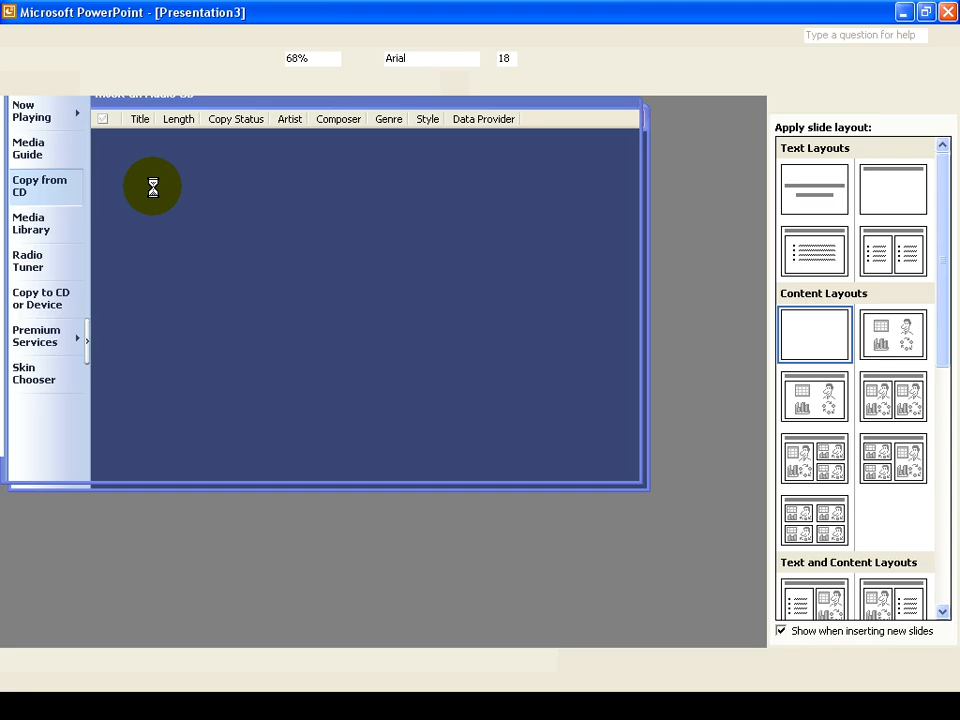 Microsoft PowerPoint - [Presentation3]
Type a question for help
68%
Arial
18
Now Playing
Media Guide
Copy from CD
Media Library
Radio Tuner
Copy to CD or Device
Premium Services
Skin Chooser
Title Length Copy Status Artist Composer Genre Style Data Provider
Apply slide layout:
Text Layouts
Content Layouts
Text and Content Layouts
Show when inserting new slides